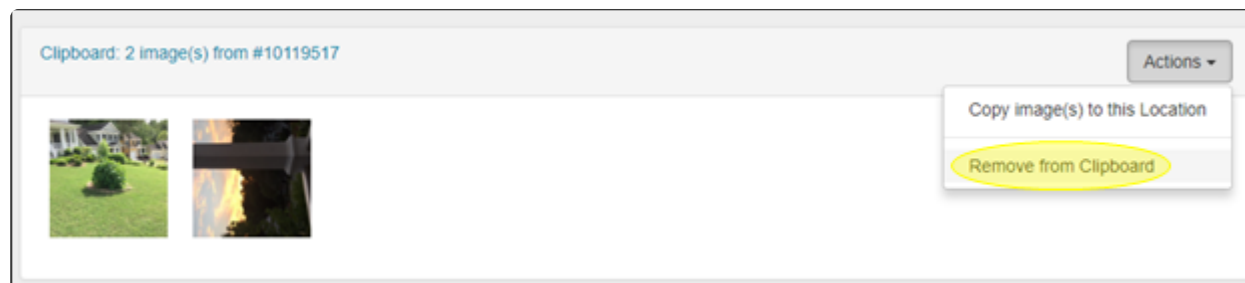 Clipboard: 2 image(s) from #10119517
Actions
Copy image(s) to this Location
Remove from Clipboard